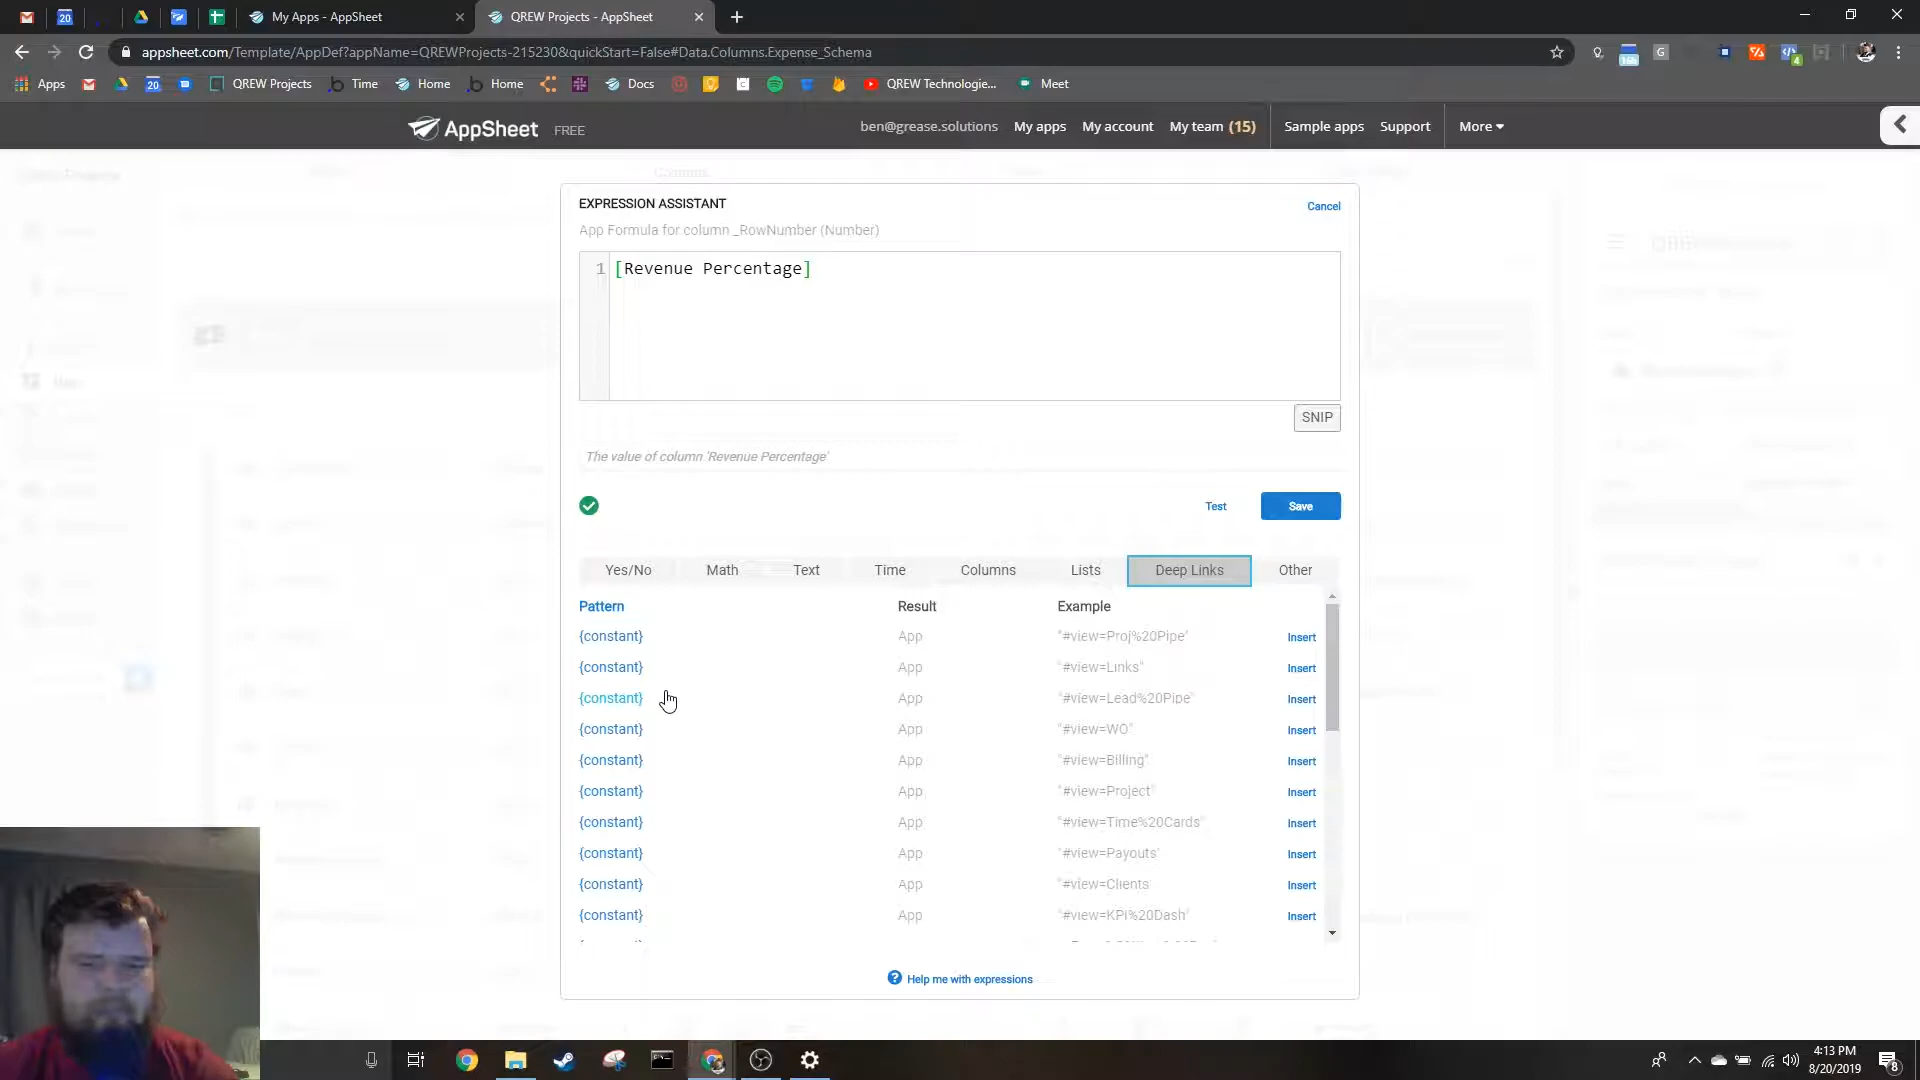 My Apps - AppSheet
QREW Projects - AppSheet
appsheet.com/Template/AppDef?appName=QREWProjects-215230&quickStart=False#Data.Columns.Expense_Schema
Apps
20
QREW Projects
Time
Home
Home
Docs
QREW Technologie...
Meet
AppSheet FREE
ben@grease.solutions
My apps
My account
My team (15)
Sample apps
Support
More
EXPRESSION ASSISTANT
Cancel
App Formula for column _RowNumber (Number)
1 [Revenue Percentage]
SNIP
The value of column 'Revenue Percentage'
Test
Save
Yes/No Math Text Time Columns Lists Deep Links Other
Pattern Result Example
{constant} App "#view=Proj%20Pipe" Insert
{constant} App "#view=Links" Insert
{constant} App "#view=Lead%20Pipe" Insert
{constant} App "#view=WO" Insert
{constant} App "#view=Billing" Insert
{constant} App "#view=Project" Insert
{constant} App "#view=Time%20Cards" Insert
{constant} App "#view=Payouts" Insert
{constant} App "#view=Clients Insert
{constant} App "#view=KPI%20Dash" Insert
Help me with expressions
4:13 PM
8/20/2019
8